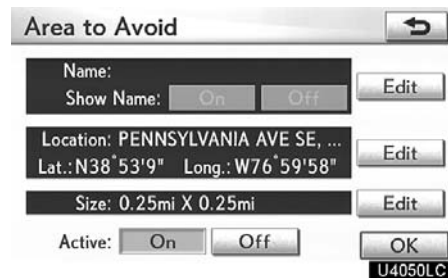 Area to Avoid
Name:
Show Name: On Off
Edit
Location: PENNSYLVANIA AVE SE, ...
Lat.:N38°53'9" Long.:W76°59'58"
Edit
Size: 0.25mi X 0.25mi
Edit
Active: On Off
OK
U4050LC